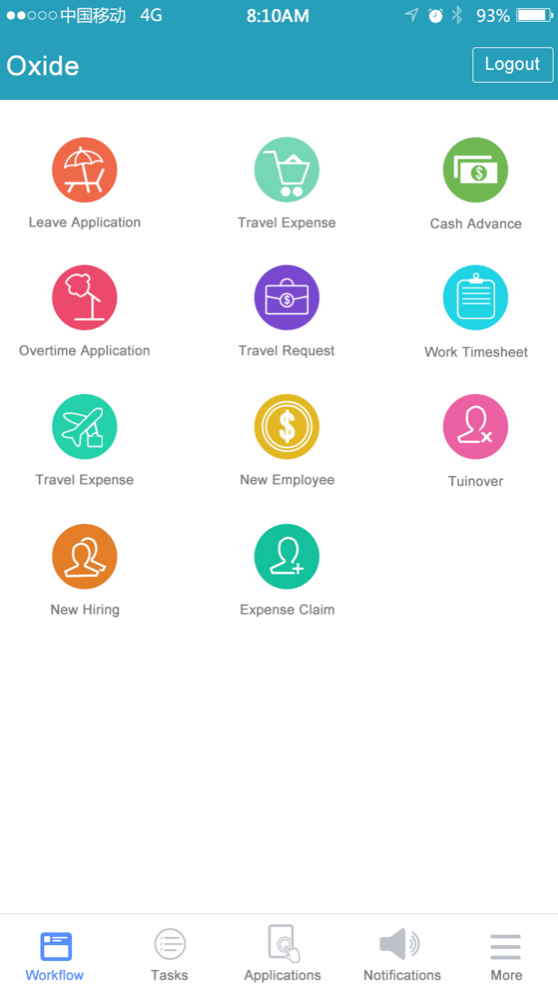 中国移动 4G 8:10AM 93%
Oxide Logout
Leave Application Travel Expense Cash Advance
Overtime Application Travel Request Work Timesheet
Travel Expense New Employee Tuinover
New Hiring Expense Claim
Workflow Tasks Applications Notifications More